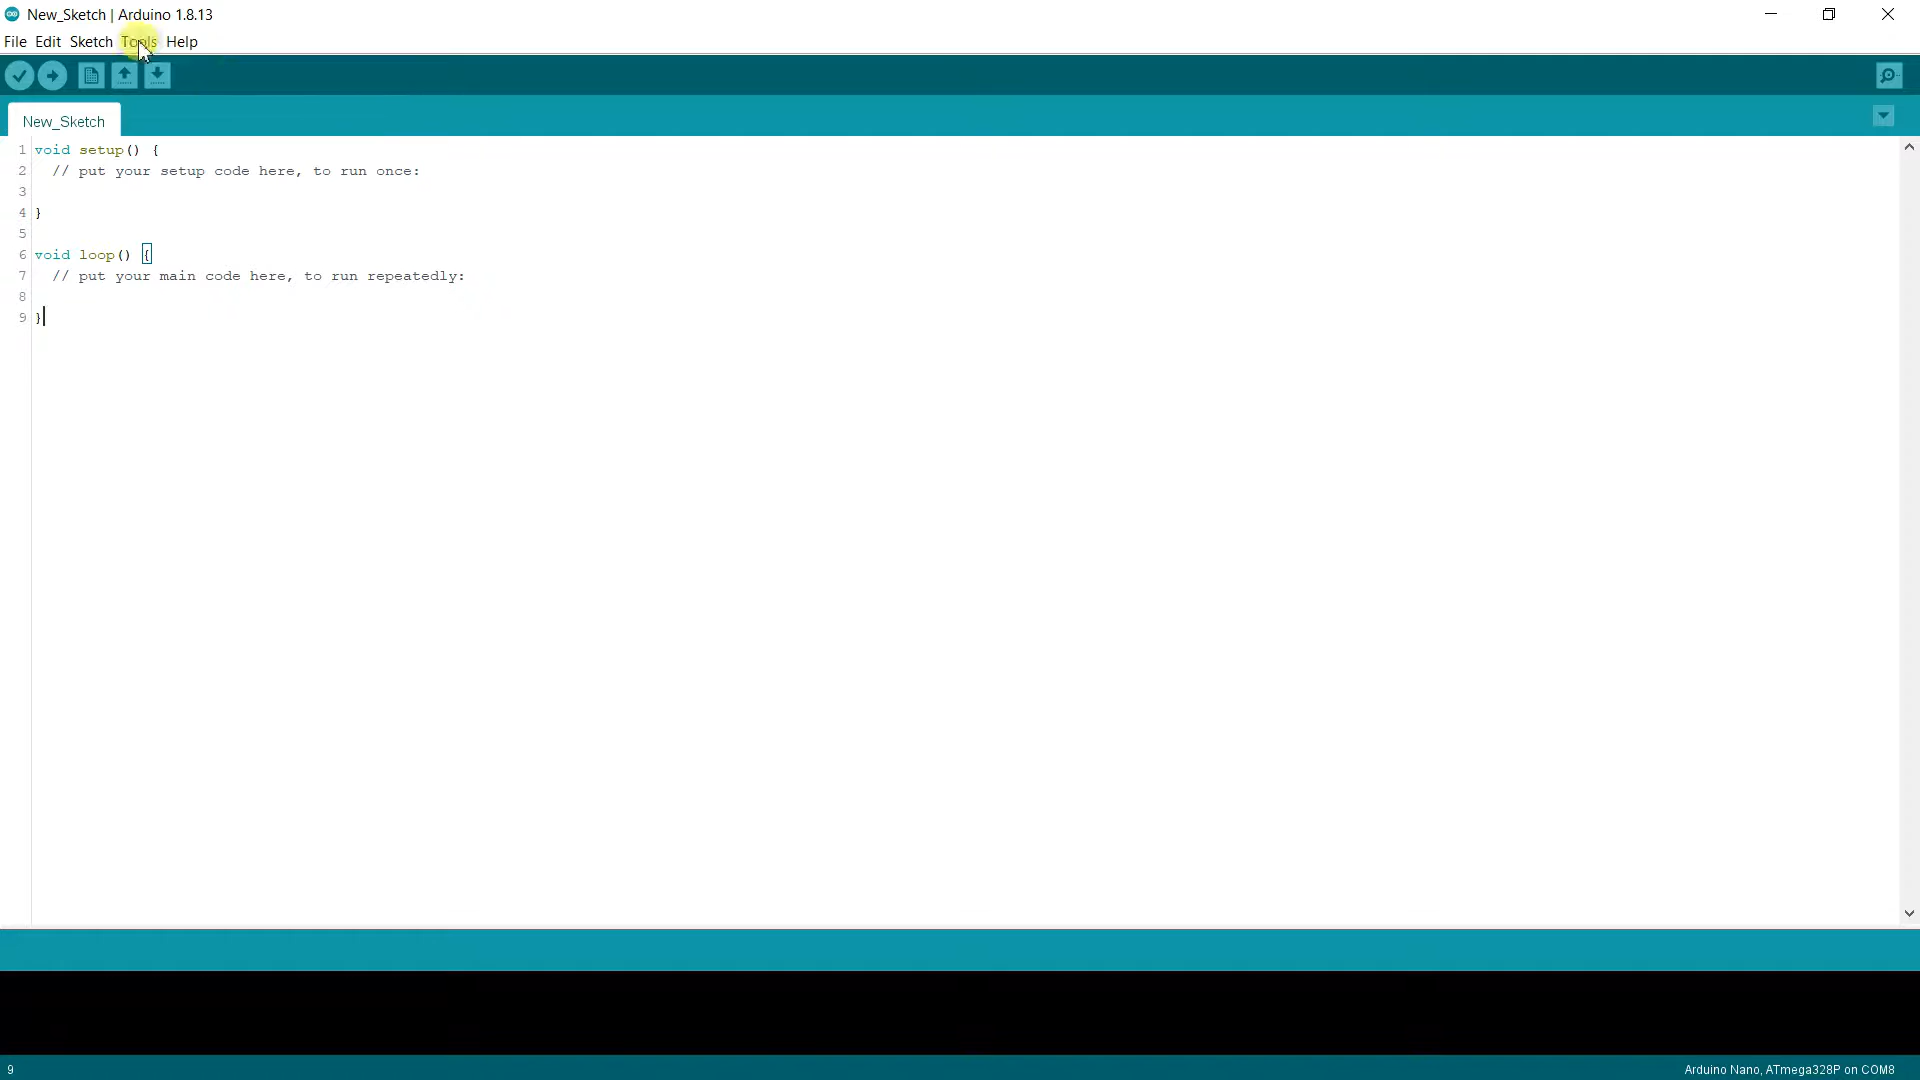 New_Sketch | Arduino 1.8.13
File Edit Sketch Tools Help
New_Sketch
1 void setup() {
2 // put your setup code here, to run once:
3
4 }
5
6 void loop() {
7 // put your main code here, to run repeatedly:
8
9 }
9 Arduino Nano, ATmega328P on COM8